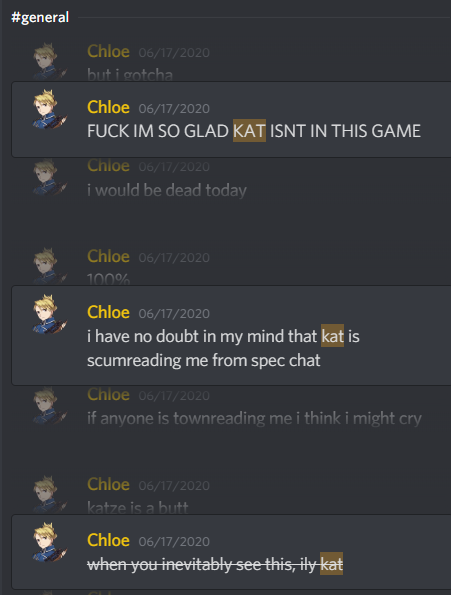 #general
Chloe 06/17/2020
but i gotcha
Chloe 06/17/2020
FUCK IM SO GLAD KAT ISNT IN THIS GAME
Chloe 06/17/2020
i would be dead today
Chloe 06/17/2020
100%
Chloe 06/17/2020
i have no doubt in my mind that kat is
scumreading me from spec chat
Chloe 06/17/2020
if anyone is townreading me i think i might cry
Chloe 06/17/2020
katze is a butt
Chloe 06/17/2020
when you inevitably see this, ily kat